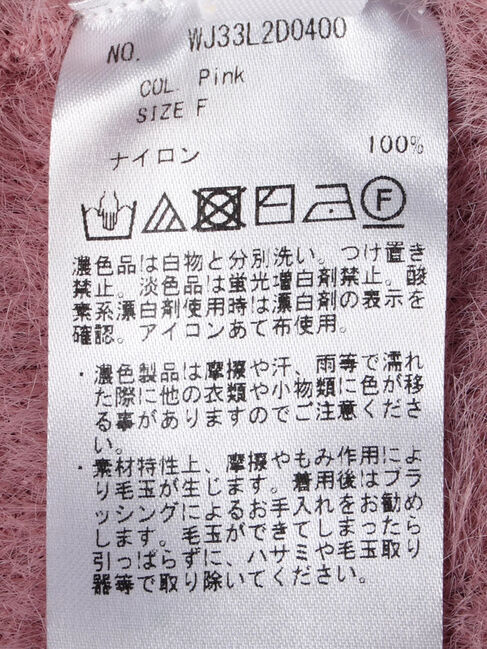 NO. WJ33L2D0400
COL. Pink
SIZE F
ナイロン 100%
F
濃色品は白物と分別洗い。つけ置き
禁止。淡色品は蛍光増白剤禁止。酸
素系漂白剤使用時は漂白剤の表示を
確認。アイロンあて布使用。
・濃色製品は摩擦や汗、雨等で濡れ
た際に他の衣類や小物類に色が移
る事がありますのでご注意くださ
い。
・素材特性上、摩擦やもみ作用によ
り毛玉が生じます。着用後はブラ
ッシングによるお手入れをお勧め
します。毛玉ができてしまったら
引っぱらずに、ハサミや毛玉取り
器等で取り除いてください。